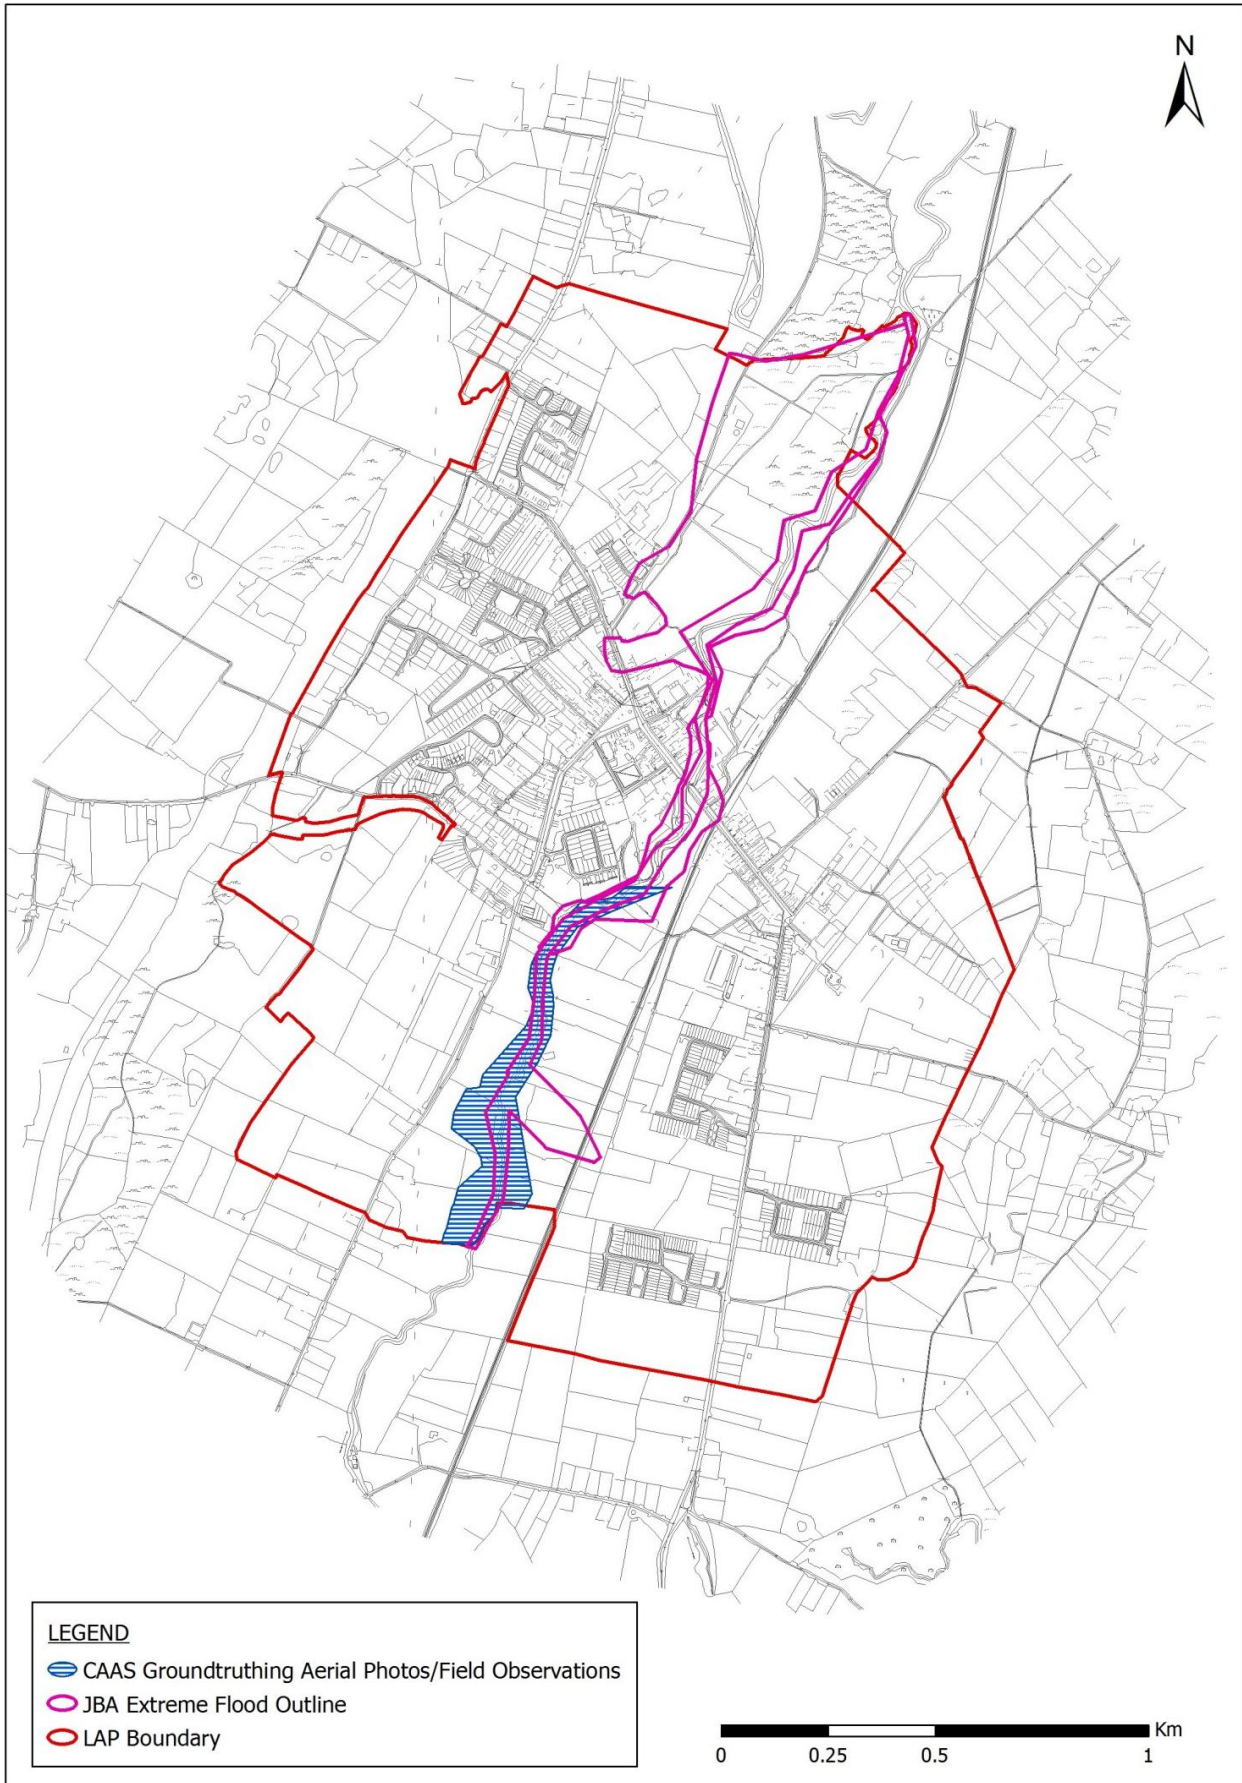 N
LEGEND
CAAS Groundtruthing Aerial Photos/Field Observations
JBA Extreme Flood Outline
LAP Boundary
Km
0 0.25 0.5 1